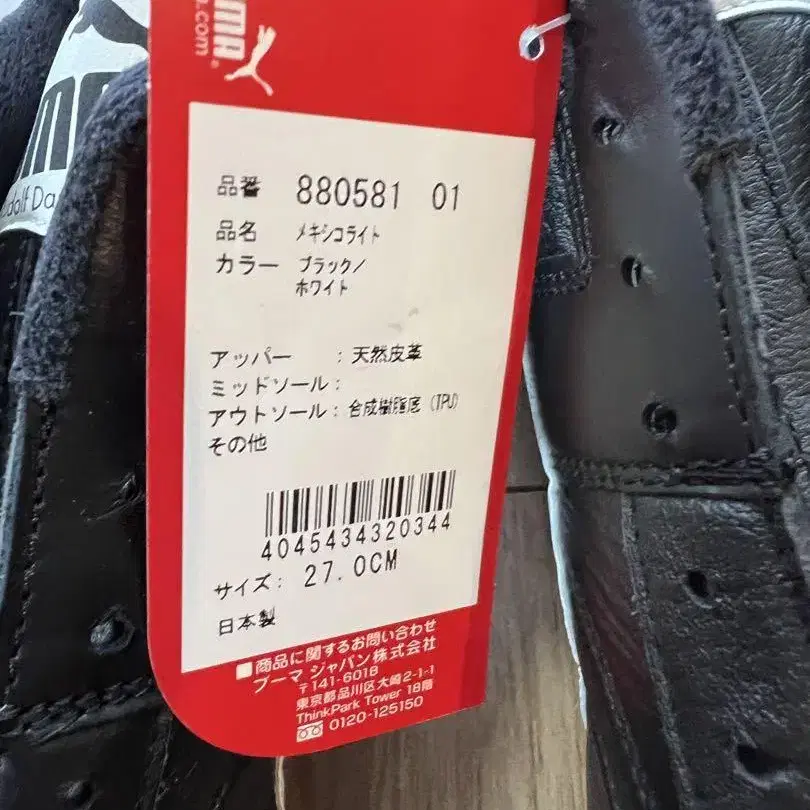 PUMA
.com
品番 880581 01
品名 メキシコライト
カラー ブラック/
ホワイト
アッパー : 天然皮革
ミッドソール :
アウトソール : 合成樹脂底 (TPU)
その他
4045434320344
サイズ: 27.0CM
日本製
■商品に関するお問い合わせ
プーマ ジャパン株式会社
〒141-6018
東京都品川区大崎2-1-1
ThinkPark Tower 18階
0120-125150